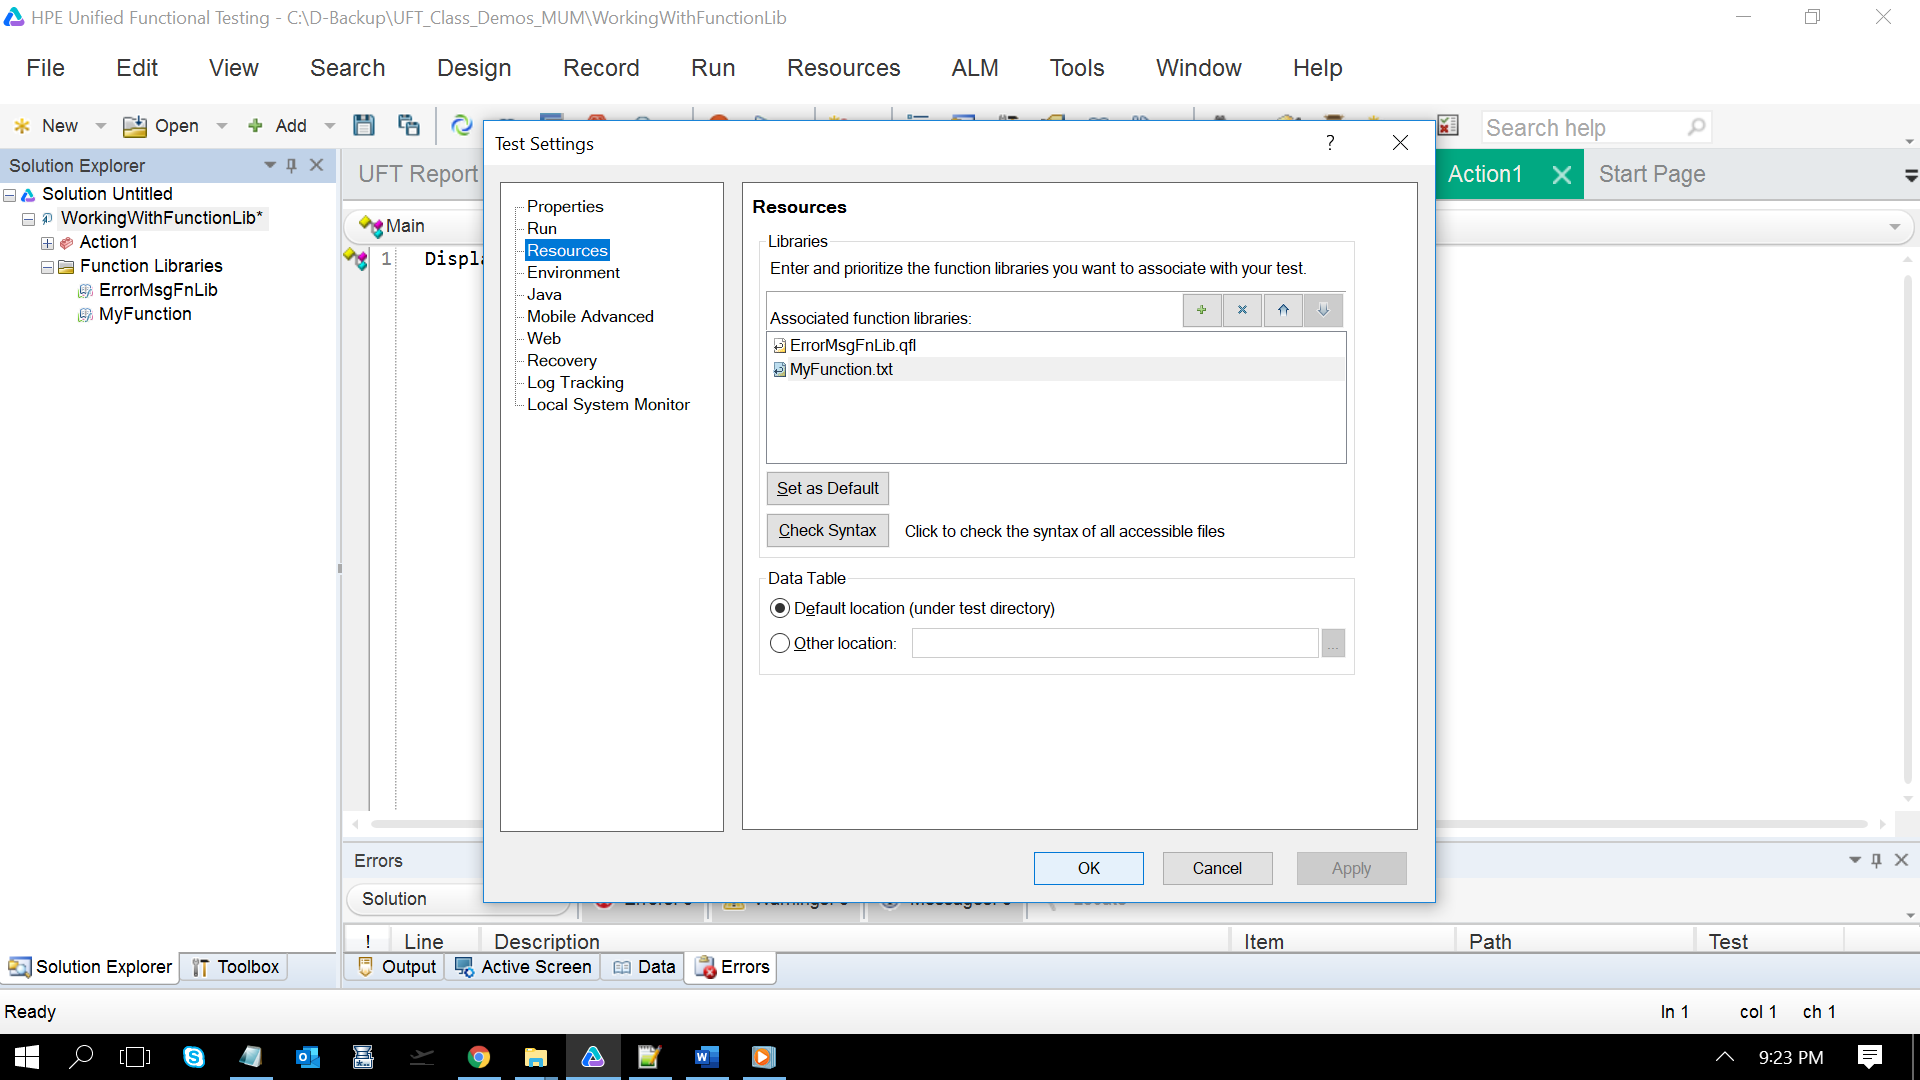 HPE Unified Functional Testing - C:\D-Backup\UFT_Class_Demos_MUM\WorkingWithFunctionLib
File Edit View Search Design Record Run Resources ALM Tools Window Help
New Open Add Search help
Solution Explorer
Solution Untitled
WorkingWithFunctionLib*
Action1
Function Libraries
ErrorMsgFnLib
MyFunction
UFT Report
Action1
Start Page
Main
1
Test Settings
?
Properties
Run
Resources
Environment
Java
Mobile Advanced
Web
Recovery
Log Tracking
Local System Monitor
Resources
Libraries
Enter and prioritize the function libraries you want to associate with your test.
Associated function libraries:
ErrorMsgFnLib.qfl
MyFunction.txt
Set as Default
Check Syntax Click to check the syntax of all accessible files
Data Table
Default location (under test directory)
Other location:
...
OK Cancel Apply
Errors
Solution
! Line Description Item Path Test
Solution Explorer Toolbox Output Active Screen Data Errors
Ready ln 1 col 1 ch 1
9:23 PM